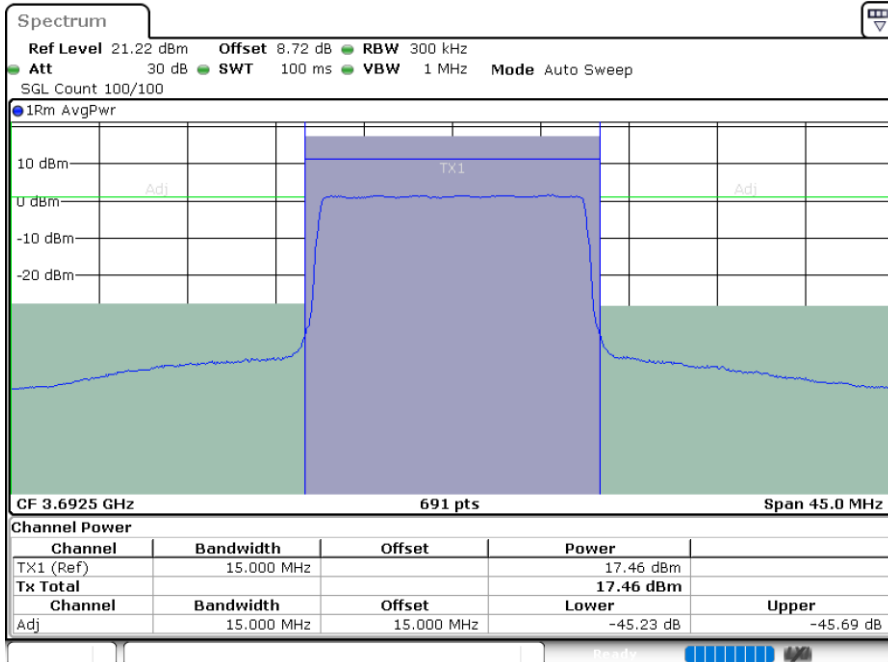 Spectrum
Ref Level 21.22 dBm Offset 8.72 dB RBW 300 kHz
Att 30 dB SWT 100 ms VBW 1 MHz Mode Auto Sweep
SGL Count 100/100
1Rm AvgPwr
10 dBm
TX1
Adj Adj
0 dBm
-10 dBm
-20 dBm
CF 3.6925 GHz 691 pts Span 45.0 MHz
Channel Power
Channel Bandwidth Offset Power
TX1 (Ref) 15.000 MHz 17.46 dBm
Tx Total 17.46 dBm
Channel Bandwidth Offset Lower Upper
Adj 15.000 MHz 15.000 MHz -45.23 dB -45.69 dB
Ready